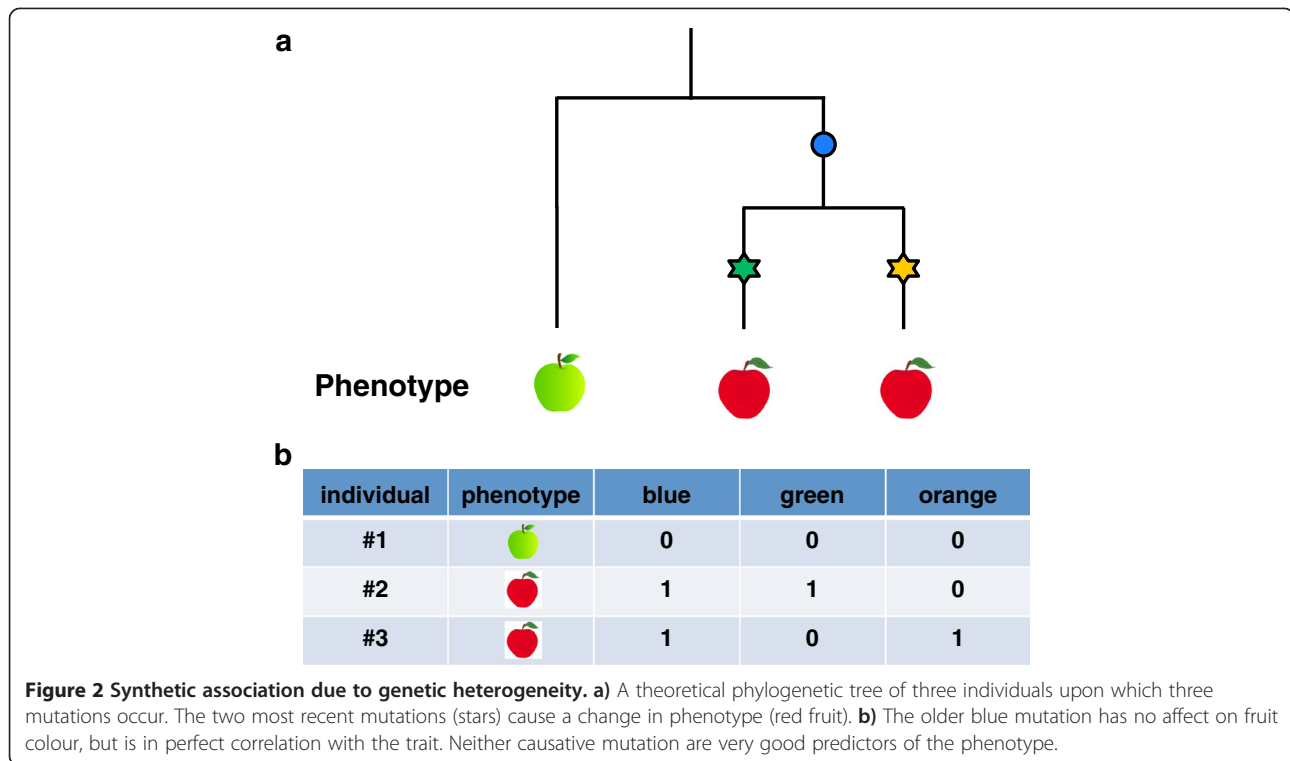 a
Phenotype
b
individual phenotype blue green orange
#1 0 0 0
#2 1 1 0
#3 1 0 1
Figure 2 Synthetic association due to genetic heterogeneity. a) A theoretical phylogenetic tree of three individuals upon which three
mutations occur. The two most recent mutations (stars) cause a change in phenotype (red fruit). b) The older blue mutation has no affect on fruit
colour, but is in perfect correlation with the trait. Neither causative mutation are very good predictors of the phenotype.